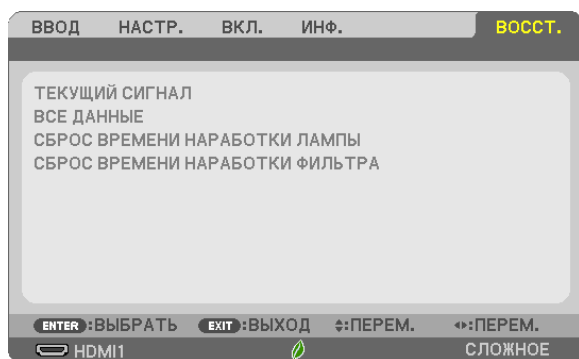 ВВОД НАСТР. ВКЛ. ИНФ. ВОССТ.
ТЕКУЩИЙ СИГНАЛ
ВСЕ ДАННЫЕ
СБРОС ВРЕМЕНИ НАРАБОТКИ ЛАМПЫ
СБРОС ВРЕМЕНИ НАРАБОТКИ ФИЛЬТРА
ENTER :ВЫБРАТЬ EXIT :ВЫХОД :ПЕРЕМ. :ПЕРЕМ.
HDMI1 СЛОЖНОЕ